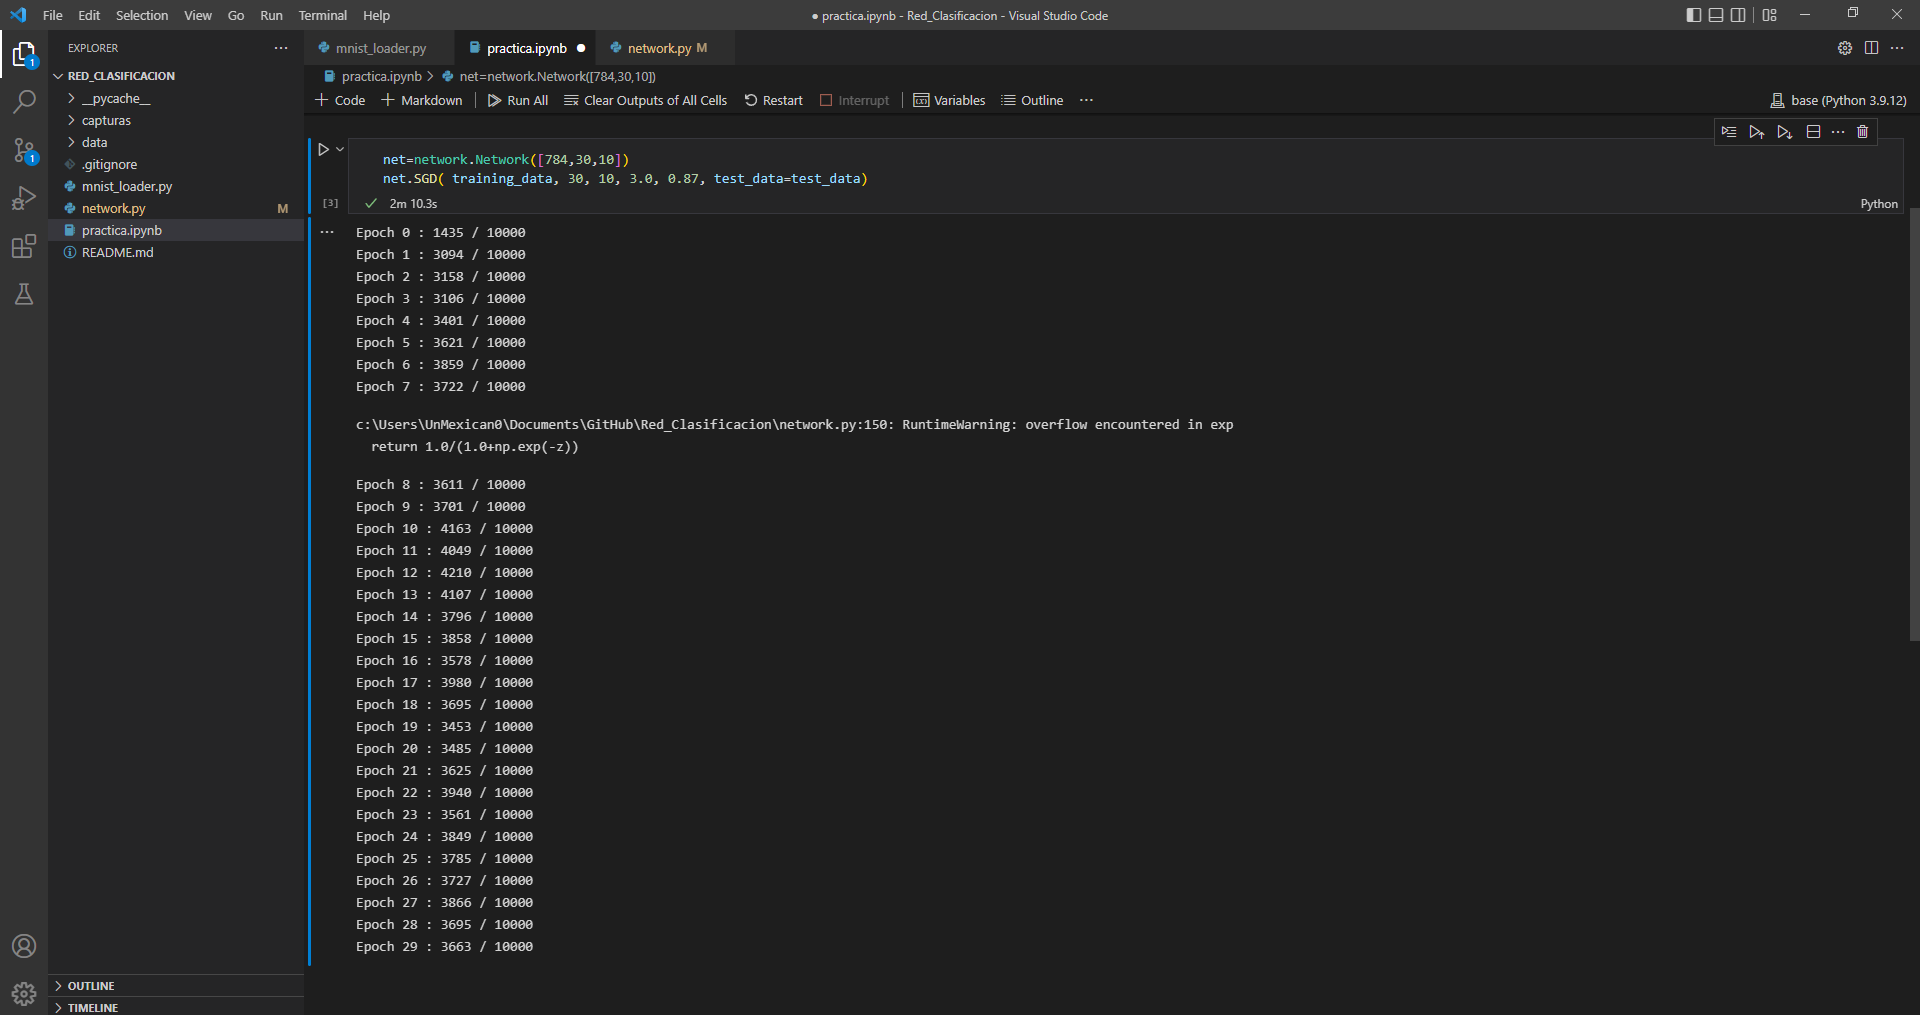 File Edit Selection View Go Run Terminal Help
● practica.ipynb - Red_Clasificacion - Visual Studio Code
EXPLORER
mnist_loader.py
practica.ipynb
network.py M
RED_CLASIFICACION
practica.ipynb > net=network.Network([784,30,10])
__pycache__
capturas
data
.gitignore
mnist_loader.py
network.py M
practica.ipynb
README.md
1
1
Code Markdown Run All Clear Outputs of All Cells Restart Interrupt Variables Outline
base (Python 3.9.12)
net=network.Network([784,30,10])
net.SGD( training_data, 30, 10, 3.0, 0.87, test_data=test_data)
[3] 2m 10.3s
Python
Epoch 0 : 1435 / 10000
Epoch 1 : 3094 / 10000
Epoch 2 : 3158 / 10000
Epoch 3 : 3106 / 10000
Epoch 4 : 3401 / 10000
Epoch 5 : 3621 / 10000
Epoch 6 : 3859 / 10000
Epoch 7 : 3722 / 10000
c:\Users\UnMexican0\Documents\GitHub\Red_Clasificacion\network.py:150: RuntimeWarning: overflow encountered in exp
return 1.0/(1.0+np.exp(-z))
Epoch 8 : 3611 / 10000
Epoch 9 : 3701 / 10000
Epoch 10 : 4163 / 10000
Epoch 11 : 4049 / 10000
Epoch 12 : 4210 / 10000
Epoch 13 : 4107 / 10000
Epoch 14 : 3796 / 10000
Epoch 15 : 3858 / 10000
Epoch 16 : 3578 / 10000
Epoch 17 : 3980 / 10000
Epoch 18 : 3695 / 10000
Epoch 19 : 3453 / 10000
Epoch 20 : 3485 / 10000
Epoch 21 : 3625 / 10000
Epoch 22 : 3940 / 10000
Epoch 23 : 3561 / 10000
Epoch 24 : 3849 / 10000
Epoch 25 : 3785 / 10000
Epoch 26 : 3727 / 10000
Epoch 27 : 3866 / 10000
Epoch 28 : 3695 / 10000
Epoch 29 : 3663 / 10000
OUTLINE
TIMELINE